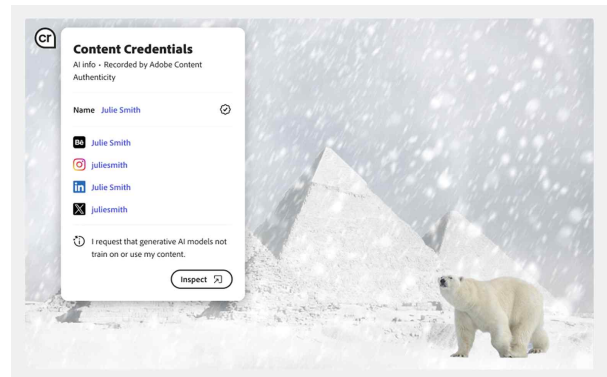 cr
Content Credentials
AI info • Recorded by Adobe Content
Authenticity
Name Julie Smith
Bē Julie Smith
juliesmith
in Julie Smith
X juliesmith
I request that generative AI models not
train on or use my content.
Inspect